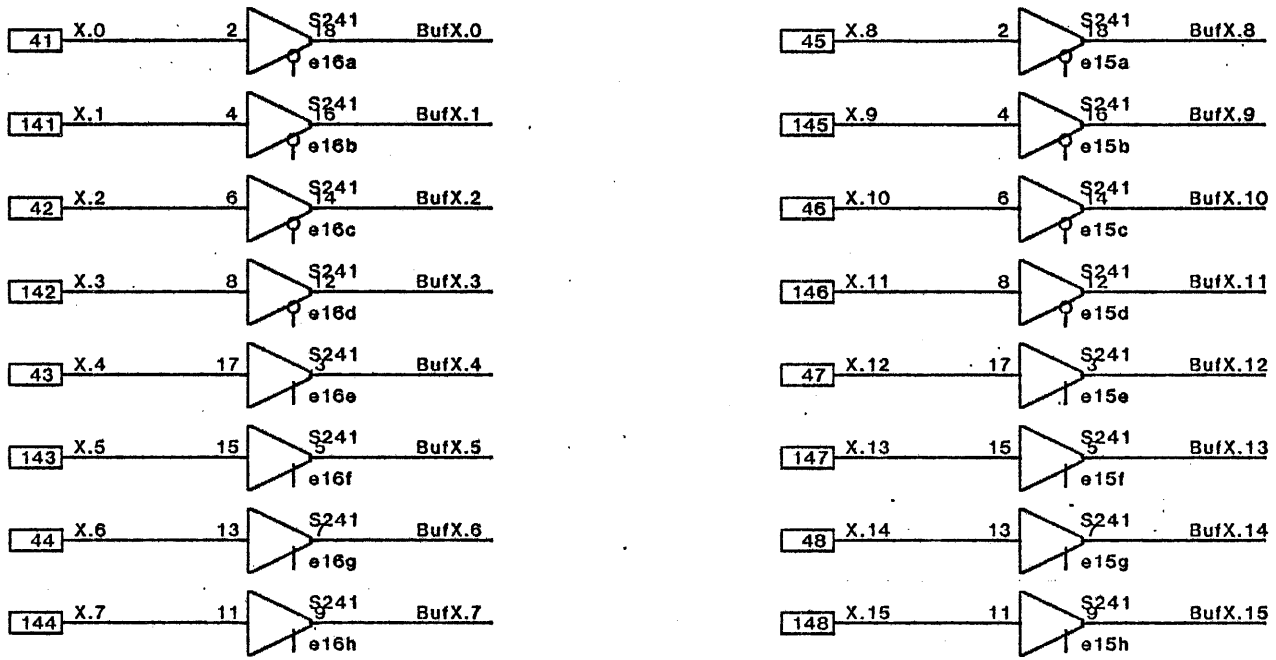 41 X.0 2 S241 18 BufX.0 e16a
141 X.1 4 S241 16 BufX.1 e16b
42 X.2 6 S241 14 BufX.2 e16c
142 X.3 8 S241 12 BufX.3 e16d
43 X.4 17 S241 3 BufX.4 e16e
143 X.5 15 S241 5 BufX.5 e16f
44 X.6 13 S241 7 BufX.6 e16g
144 X.7 11 S241 9 BufX.7 e16h
45 X.8 2 S241 18 BufX.8 e15a
145 X.9 4 S241 16 BufX.9 e15b
46 X.10 6 S241 14 BufX.10 e15c
146 X.11 8 S241 12 BufX.11 e15d
47 X.12 17 S241 3 BufX.12 e15e
147 X.13 15 S241 5 BufX.13 e15f
48 X.14 13 S241 7 BufX.14 e15g
148 X.15 11 S241 9 BufX.15 e15h